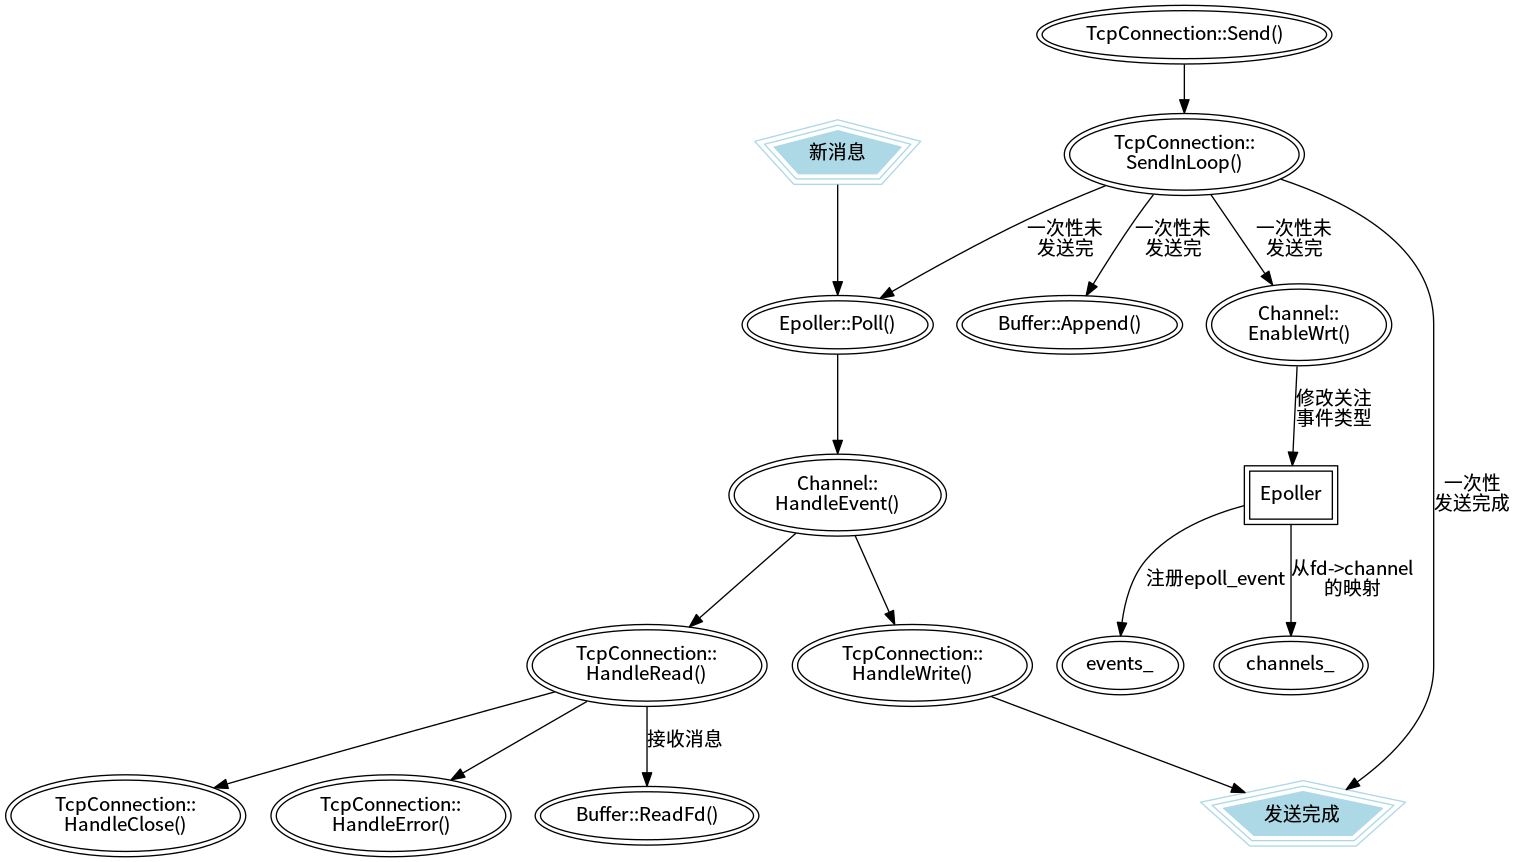 TcpConnection::Send()
TcpConnection::
SendInLoop()
新消息
一次性未
发送完
一次性未
发送完
一次性未
发送完
Epoller::Poll()
Buffer::Append()
Channel::
EnableWrt()
修改关注
事件类型
Channel::
HandleEvent()
Epoller
一次性
发送完成
注册epoll_event
从fd->channel
的映射
TcpConnection::
HandleRead()
TcpConnection::
HandleWrite()
events_
channels_
接收消息
TcpConnection::
HandleClose()
TcpConnection::
HandleError()
Buffer::ReadFd()
发送完成